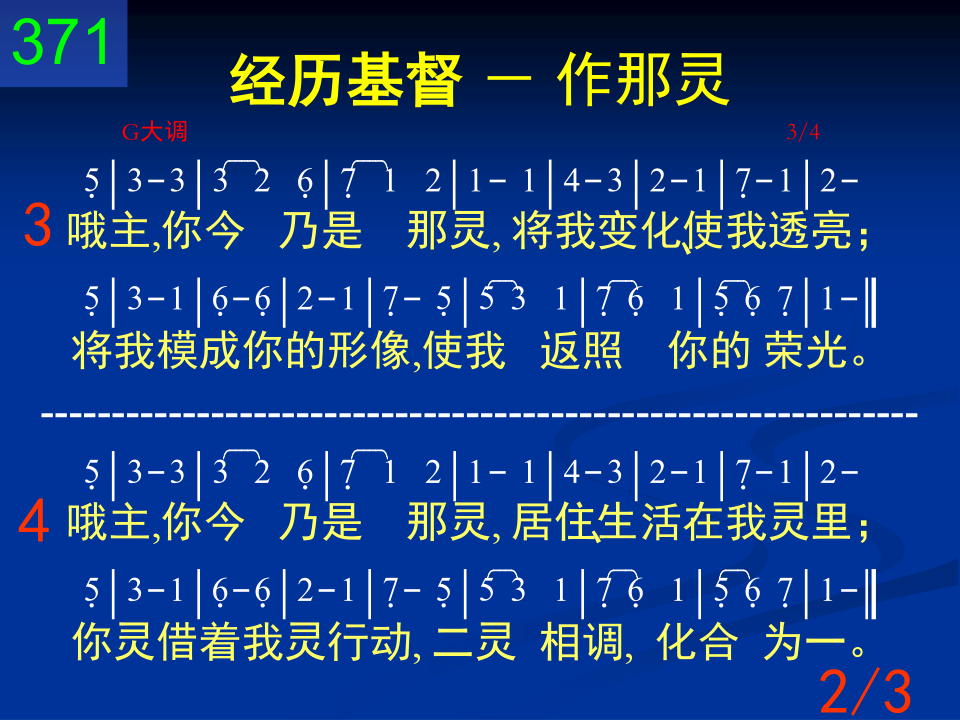 371
经历基督 － 作那灵
G大调 3/4
5̣|3-3|3 2 6̣|7̣ 1 2|1- 1|4-3|2-1|7̣-1|2-
3 哦主,你今 乃是 那灵, 将我变化、使我透亮;
5̣|3-1|6̣-6̣|2-1|7̣- 5̣|5 3 1|7̣ 6̣ 1|5̣ 6̣ 7̣|1-‖
将我模成你的形像,使我 返照 你的 荣光。
--------------------------------------------------------------
5̣|3-3|3 2 6̣|7̣ 1 2|1- 1|4-3|2-1|7̣-1|2-
4 哦主,你今 乃是 那灵, 居住、生活在我灵里;
5̣|3-1|6̣-6̣|2-1|7̣- 5̣|5 3 1|7̣ 6̣ 1|5̣ 6̣ 7̣|1-‖
你灵借着我灵行动, 二灵 相调, 化合 为一。
2/3